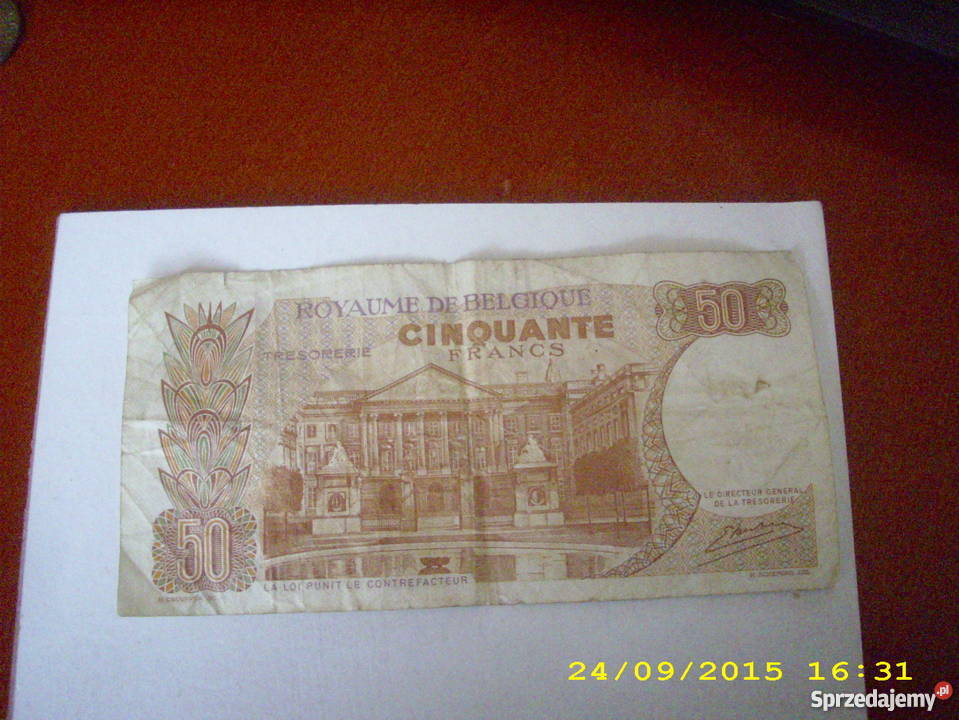 ROYAUME DE BELGIQUE
50
CINQUANTE
TRESORERIE
FRANCS
LE DIRECTEUR GENERAL
DE LA TRESORERIE
50
LA LOI PUNIT LE CONTREFACTEUR
24/09/2015 16:31
Sprzedajemy.pl